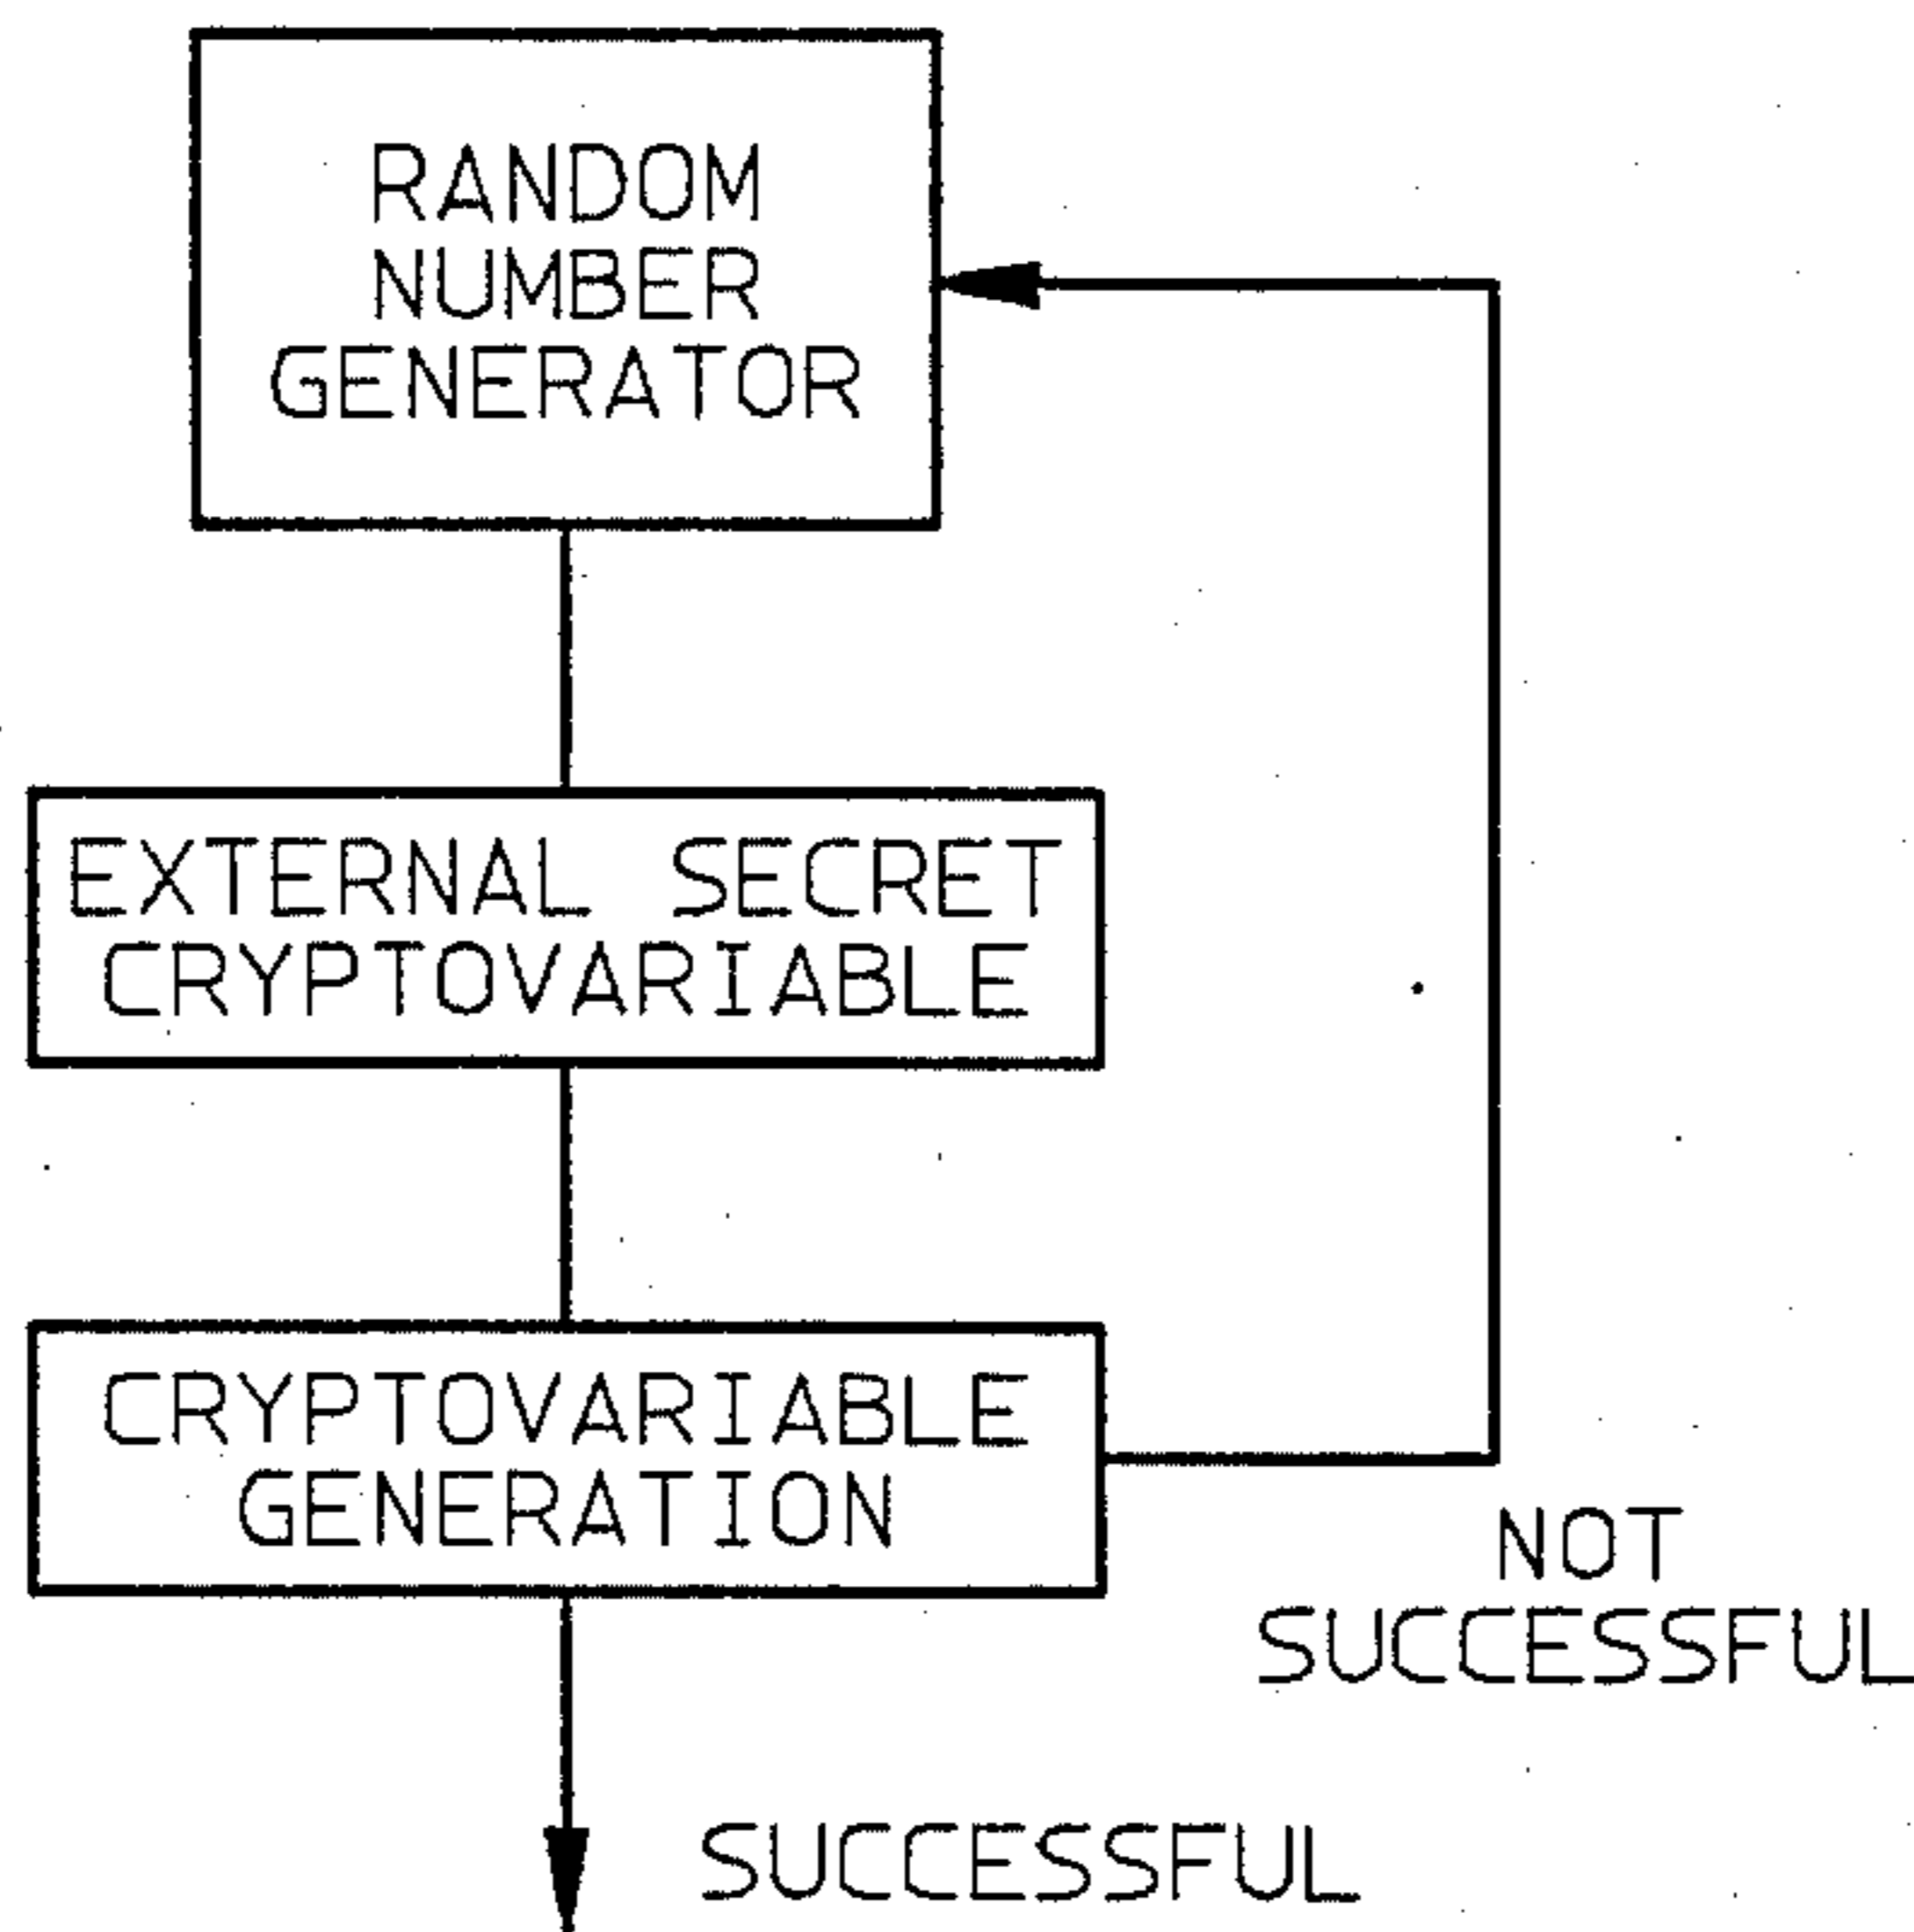 RANDOM
NUMBER
GENERATOR
EXTERNAL SECRET
CRYPTOVARIABLE
CRYPTOVARIABLE
GENERATION
NOT
SUCCESSFUL
SUCCESSFUL